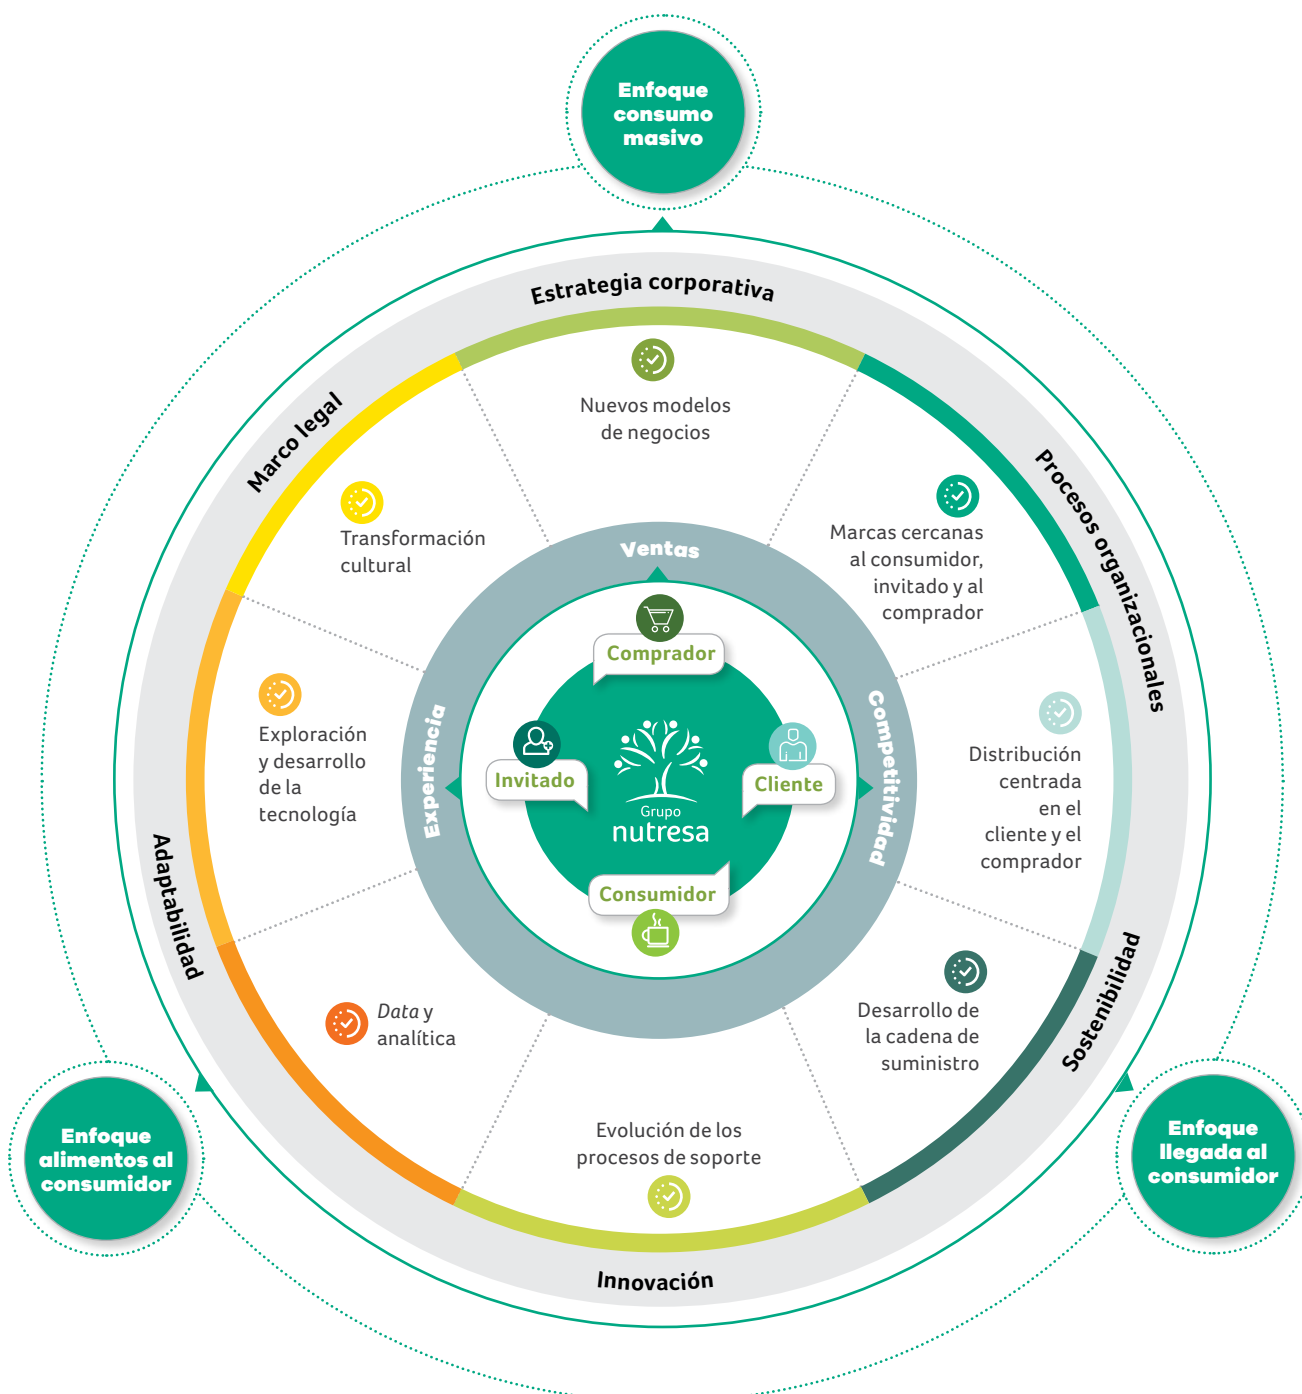 Enfoque
consumo
masivo
Estrategia corporativa
Marco legal
Procesos organizacionales
Nuevos modelos
de negocios
Transformación
cultural
Marcas cercanas
al consumidor,
invitado y al
comprador
Ventas
Comprador
Experiencia
Competitividad
Invitado
Cliente
Grupo
nutresa
Consumidor
Exploración
y desarrollo
de la
tecnología
Distribución
centrada
en el
cliente y el
comprador
Adaptabilidad
Sostenibilidad
Data y
analítica
Desarrollo de
la cadena de
suministro
Evolución de los
procesos de soporte
Innovación
Enfoque
alimentos al
consumidor
Enfoque
llegada al
consumidor